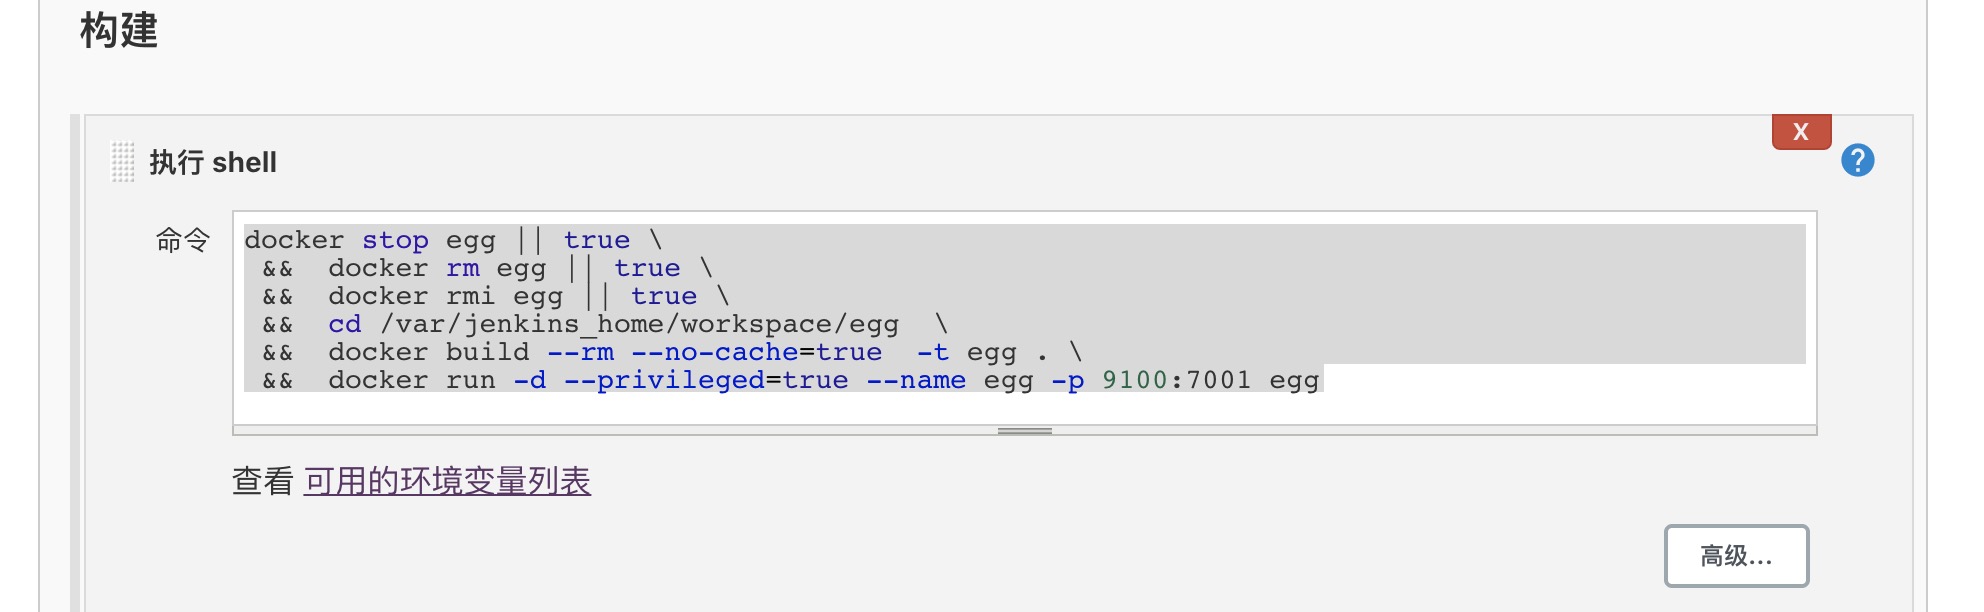 构建
X
执行 shell
?
命令
docker stop egg || true \
 &&  docker rm egg || true \
 &&  docker rmi egg || true \
 &&  cd /var/jenkins_home/workspace/egg  \
 &&  docker build --rm --no-cache=true  -t egg . \
 &&  docker run -d --privileged=true --name egg -p 9100:7001 egg
查看 可用的环境变量列表
高级...